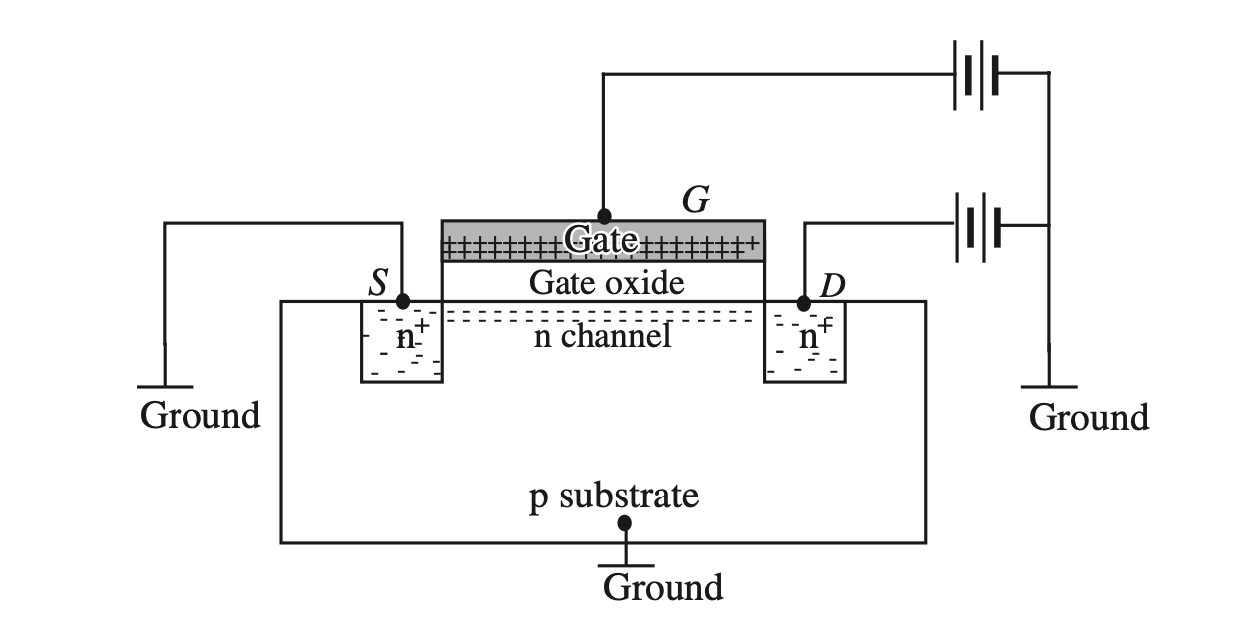 G
Gate
Gate oxide
S
D
n+
n channel
n+
Ground
Ground
p substrate
Ground